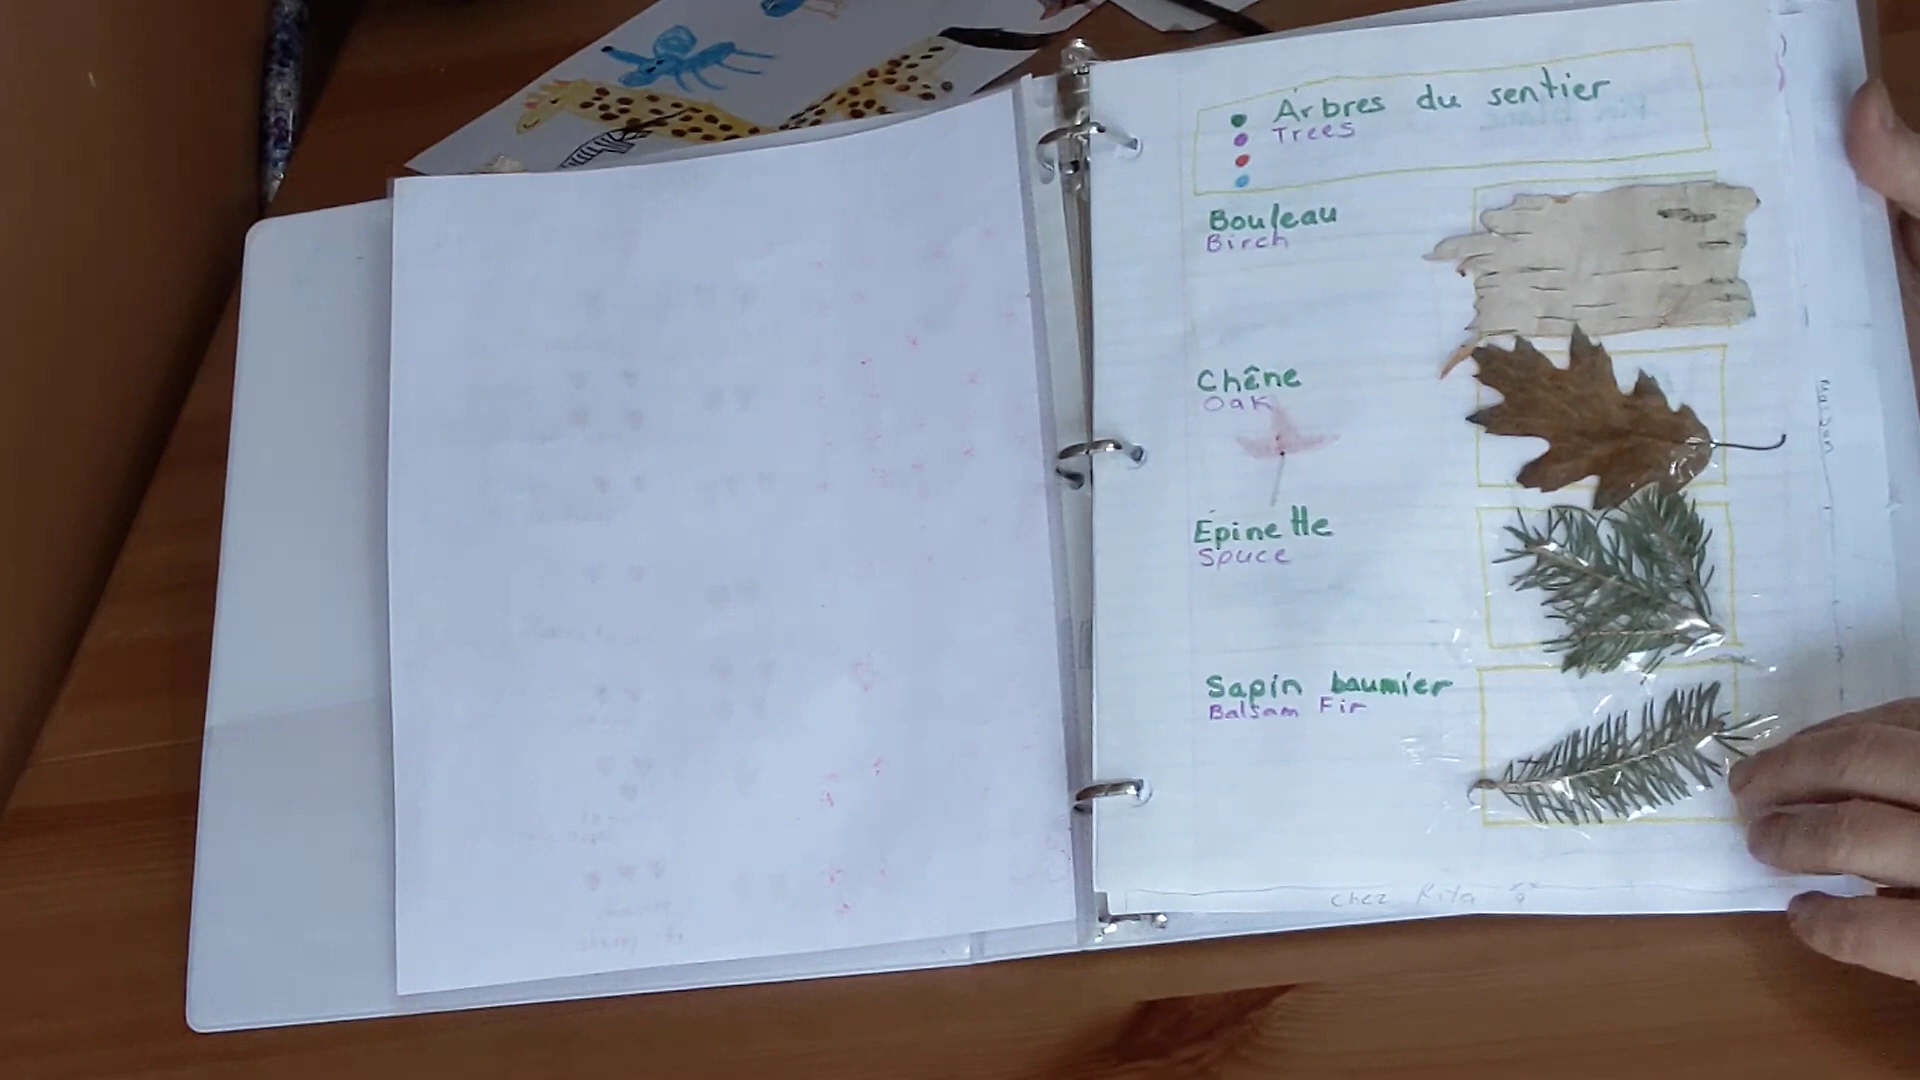 Arbres du sentier
Trees
Bouleau
Birch
Chêne
Oak
Épinette
Spuce
Sapin baumier
Balsam Fir
chez Rita